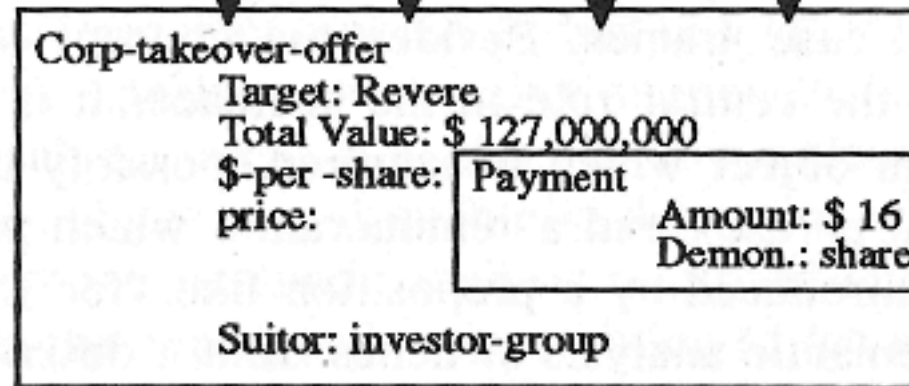 Corp-takeover-offer
Target: Revere
Total Value: $ 127,000,000
$-per -share: Payment
price: Amount: $ 16
Demon.: share
Suitor: investor-group